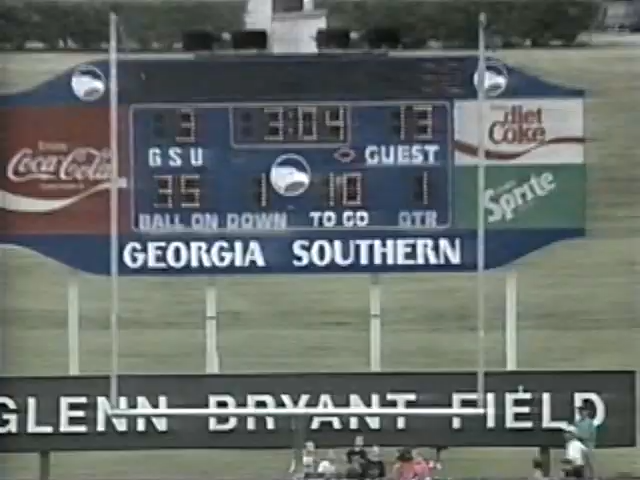 3 3:04 13
GSU GUEST
35 1 10 1
BALL ON DOWN TO GO QTR
GEORGIA SOUTHERN
Enjoy
Coca-Cola
diet
Coke
Sprite
GLENN BRYANT FIELD